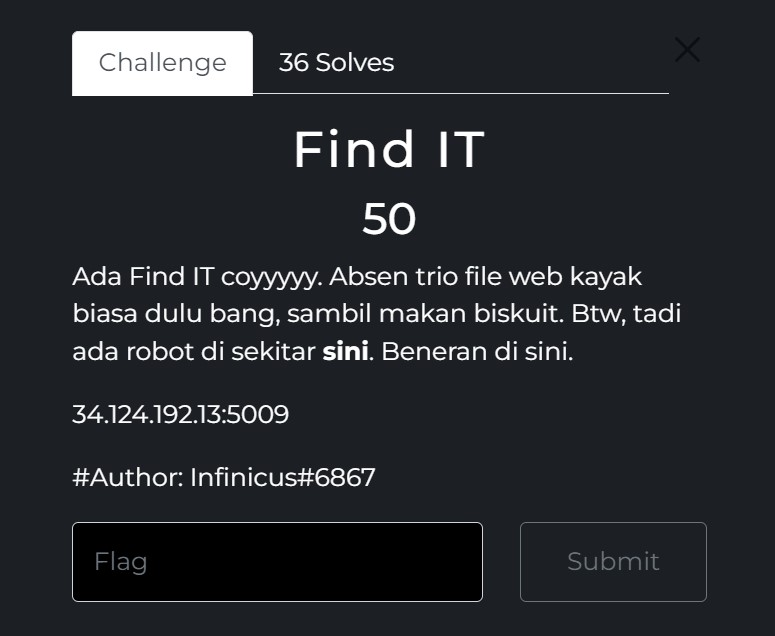 Challenge
36 Solves
Find IT
50
Ada Find IT coyyyyy. Absen trio file web kayak
biasa dulu bang, sambil makan biskuit. Btw, tadi
ada robot di sekitar sini. Beneran di sini.
34.124.192.13:5009
#Author: Infinicus#6867
Flag
Submit